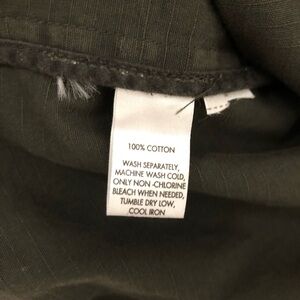 100% COTTON
WASH SEPARATELY,
MACHINE WASH COLD,
ONLY NON-CHLORINE
BLEACH WHEN NEEDED,
TUMBLE DRY LOW,
COOL IRON